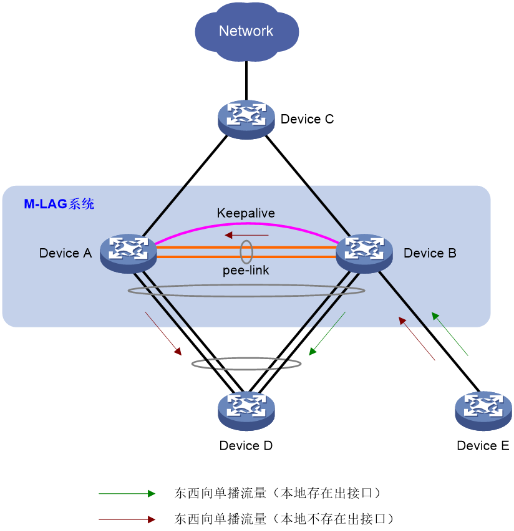 Network
Device C
M-LAG系统
Keepalive
Device A
Device B
pee-link
Device D
Device E
东西向单播流量（本地存在出接口）
东西向单播流量（本地不存在出接口）